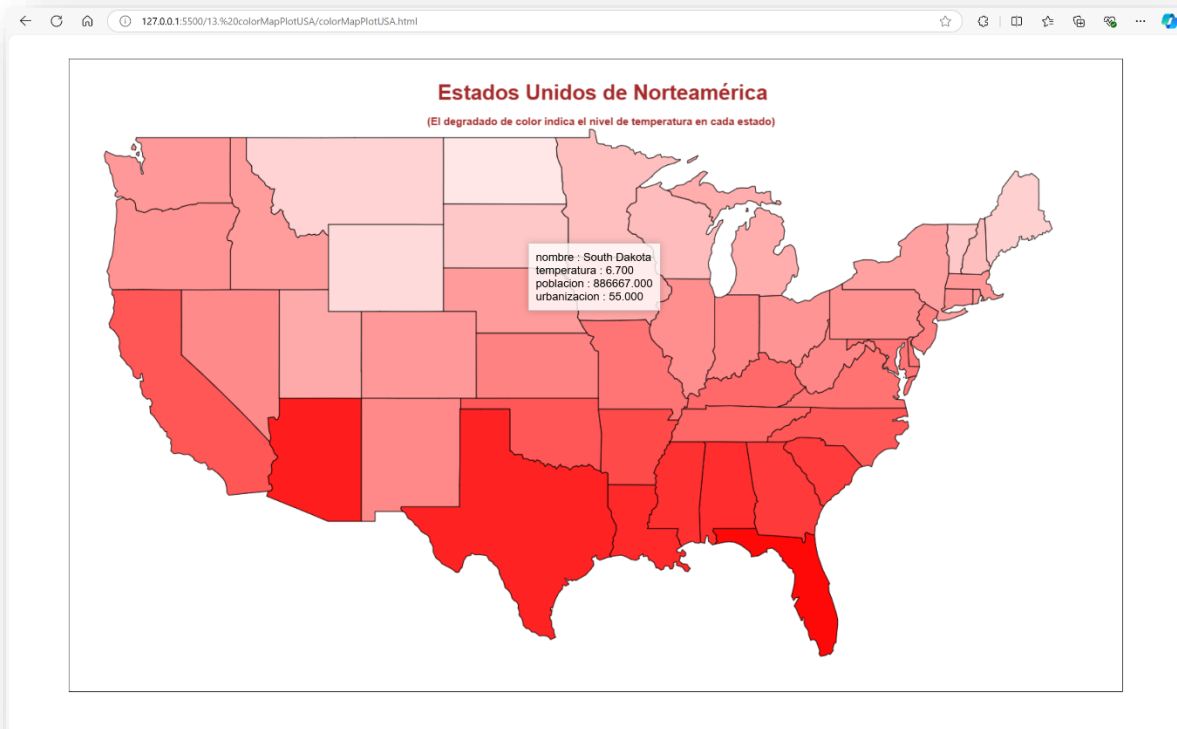 127.0.0.1:5500/13.%20colorMapPlotUSA/colorMapPlotUSA.html
Estados Unidos de Norteamérica
(El degradado de color indica el nivel de temperatura en cada estado)
nombre : South Dakota
temperatura : 6.700
poblacion : 886667.000
urbanizacion : 55.000